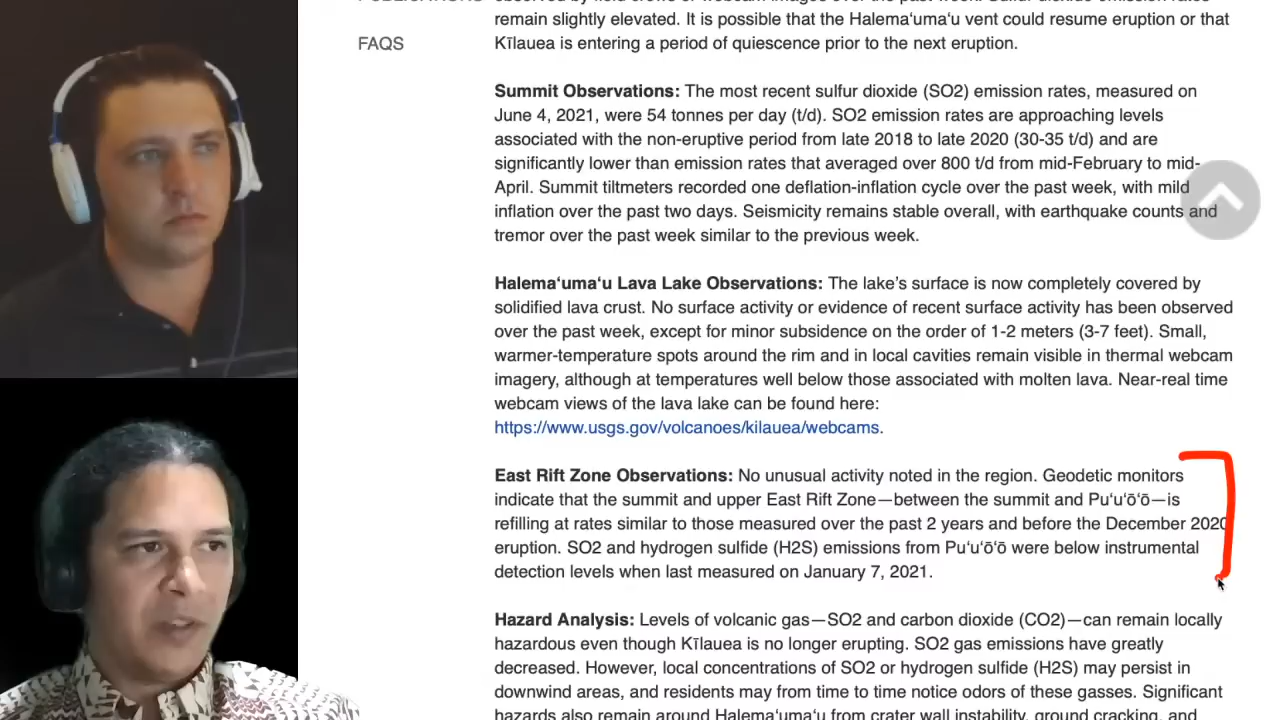 FAQS
remain slightly elevated. It is possible that the Halemaʻumaʻu vent could resume eruption or that
Kīlauea is entering a period of quiescence prior to the next eruption.
Summit Observations: The most recent sulfur dioxide (SO2) emission rates, measured on
June 4, 2021, were 54 tonnes per day (t/d). SO2 emission rates are approaching levels
associated with the non-eruptive period from late 2018 to late 2020 (30-35 t/d) and are
significantly lower than emission rates that averaged over 800 t/d from mid-February to mid-
April. Summit tiltmeters recorded one deflation-inflation cycle over the past week, with mild
inflation over the past two days. Seismicity remains stable overall, with earthquake counts and
tremor over the past week similar to the previous week.
Halemaʻumaʻu Lava Lake Observations: The lake’s surface is now completely covered by
solidified lava crust. No surface activity or evidence of recent surface activity has been observed
over the past week, except for minor subsidence on the order of 1-2 meters (3-7 feet). Small,
warmer-temperature spots around the rim and in local cavities remain visible in thermal webcam
imagery, although at temperatures well below those associated with molten lava. Near-real time
webcam views of the lava lake can be found here:
https://www.usgs.gov/volcanoes/kilauea/webcams.
East Rift Zone Observations: No unusual activity noted in the region. Geodetic monitors
indicate that the summit and upper East Rift Zone—between the summit and Puʻuʻōʻō—is
refilling at rates similar to those measured over the past 2 years and before the December 2020
eruption. SO2 and hydrogen sulfide (H2S) emissions from Puʻuʻōʻō were below instrumental
detection levels when last measured on January 7, 2021.
Hazard Analysis: Levels of volcanic gas—SO2 and carbon dioxide (CO2)—can remain locally
hazardous even though Kīlauea is no longer erupting. SO2 gas emissions have greatly
decreased. However, local concentrations of SO2 or hydrogen sulfide (H2S) may persist in
downwind areas, and residents may from time to time notice odors of these gasses. Significant
hazards also remain around Halemaʻumaʻu from crater wall instability, ground cracking, and